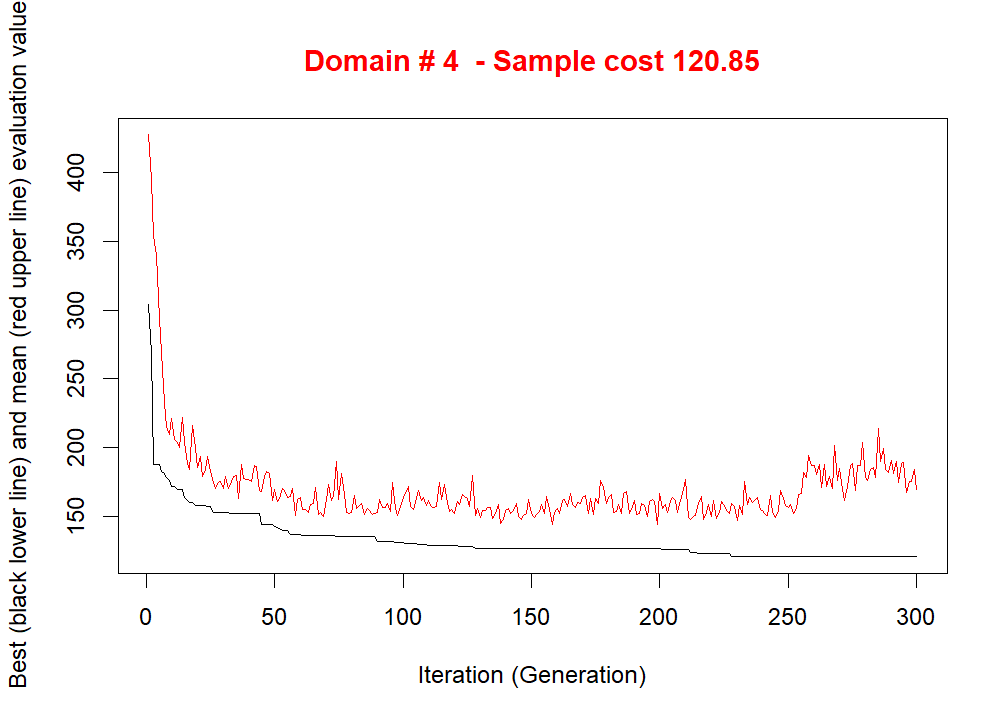 Domain # 4  - Sample cost 120.85
Best (black lower line) and mean (red upper line) evaluation value
400
350
300
250
200
150
0 50 100 150 200 250 300
Iteration (Generation)